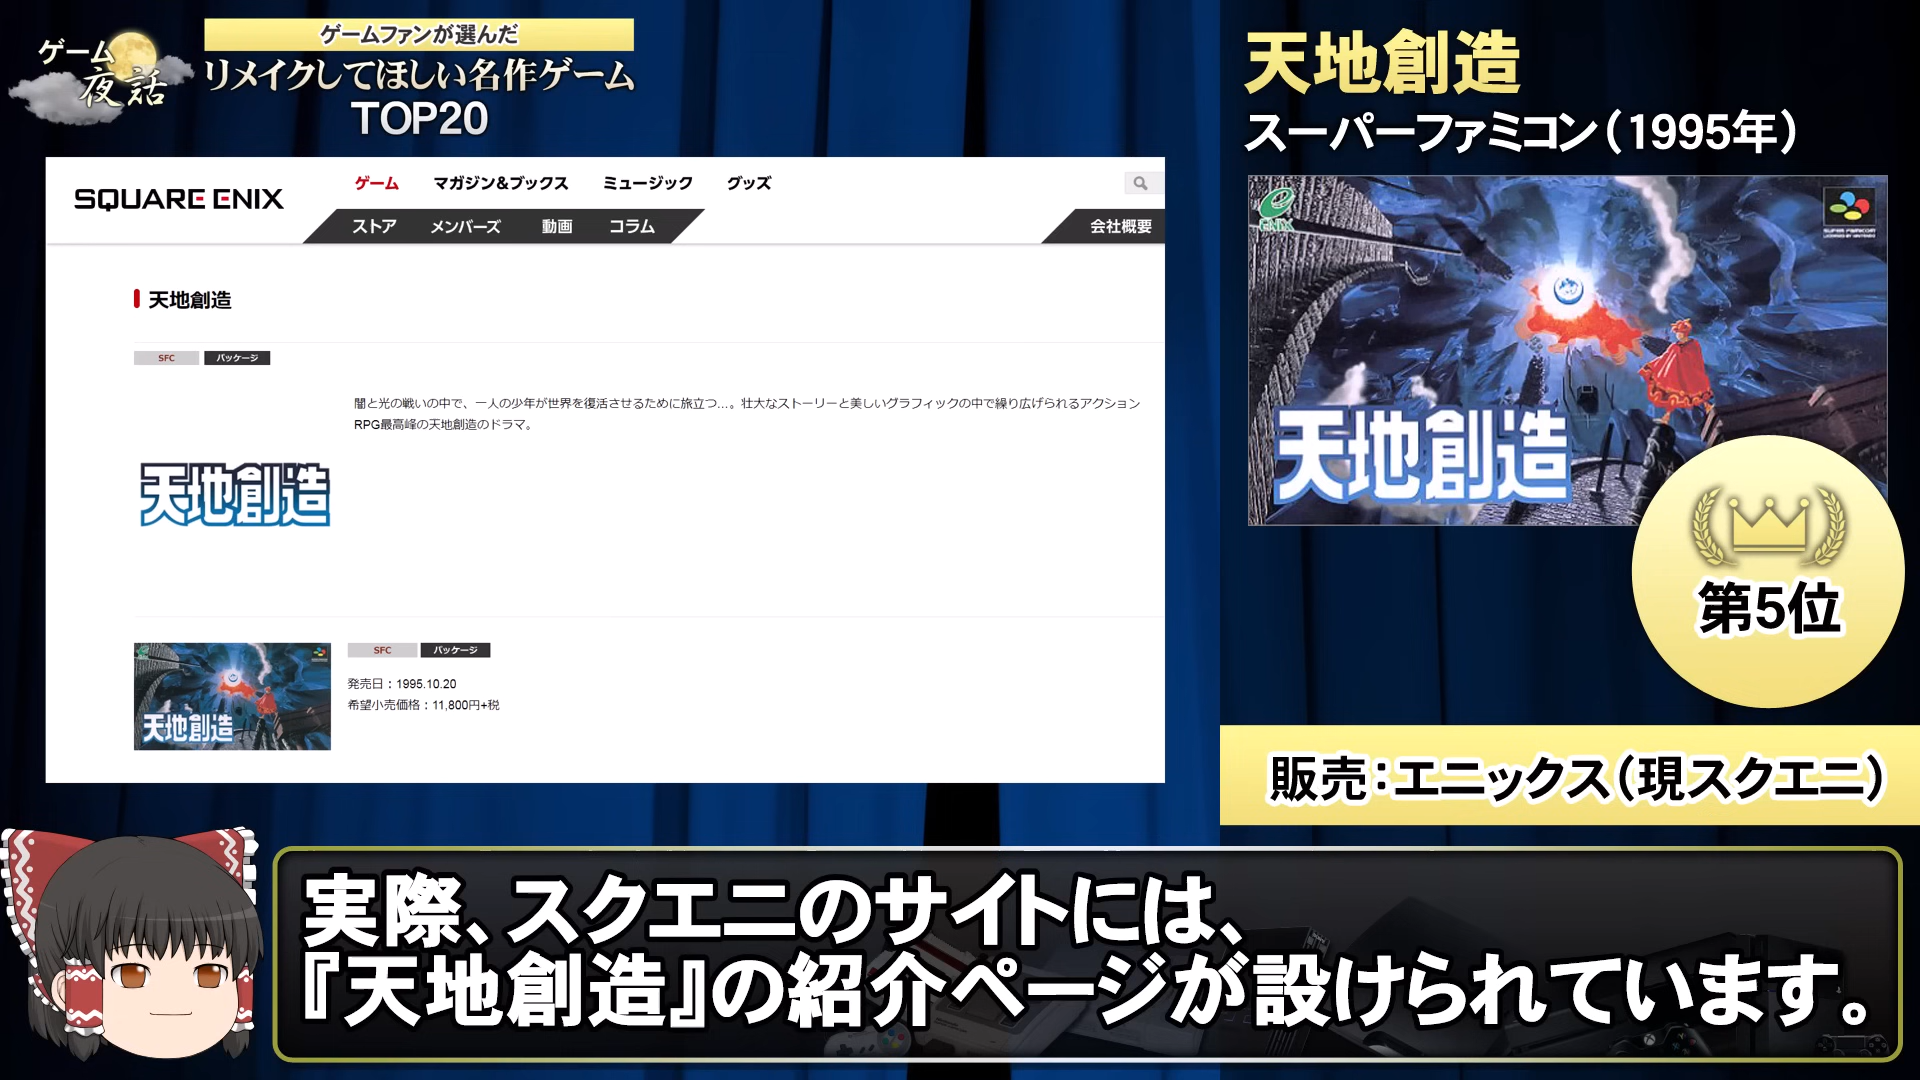 ゲーム夜話
ゲームファンが選んだ
リメイクしてほしい名作ゲーム
TOP20
天地創造
スーパーファミコン（1995年）
SQUARE ENIX
ゲーム マガジン&ブックス ミュージック グッズ
ストア メンバーズ 動画 コラム 会社概要
天地創造
SFC パッケージ
闇と光の戦いの中で、一人の少年が世界を復活させるために旅立つ…。壮大なストーリーと美しいグラフィックの中で繰り広げられるアクション
RPG最高峰の天地創造のドラマ。
天地創造
天地創造
SFC パッケージ
発売日：1995.10.20
希望小売価格：11,800円+税
ENIX
SUPER FAMICOM
天地創造
第5位
販売：エニックス（現スクエニ）
実際、スクエニのサイトには、
『天地創造』の紹介ページが設けられています。